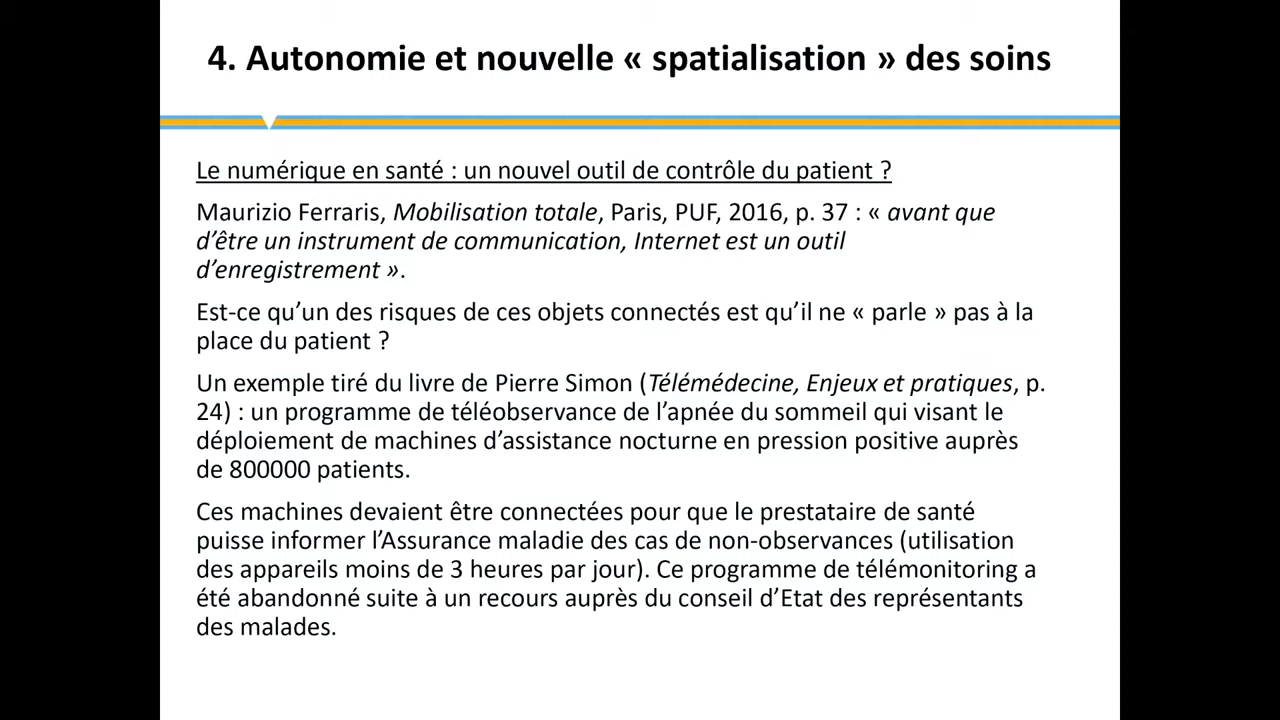 4. Autonomie et nouvelle « spatialisation » des soins
Le numérique en santé : un nouvel outil de contrôle du patient ?
Maurizio Ferraris, Mobilisation totale, Paris, PUF, 2016, p. 37 : « avant que
d’être un instrument de communication, Internet est un outil
d’enregistrement ».
Est-ce qu’un des risques de ces objets connectés est qu’il ne « parle » pas à la
place du patient ?
Un exemple tiré du livre de Pierre Simon (Télémédecine, Enjeux et pratiques, p.
24) : un programme de téléobservance de l’apnée du sommeil qui visant le
déploiement de machines d’assistance nocturne en pression positive auprès
de 800000 patients.
Ces machines devaient être connectées pour que le prestataire de santé
puisse informer l’Assurance maladie des cas de non-observances (utilisation
des appareils moins de 3 heures par jour). Ce programme de télémonitoring a
été abandonné suite à un recours auprès du conseil d’Etat des représentants
des malades.